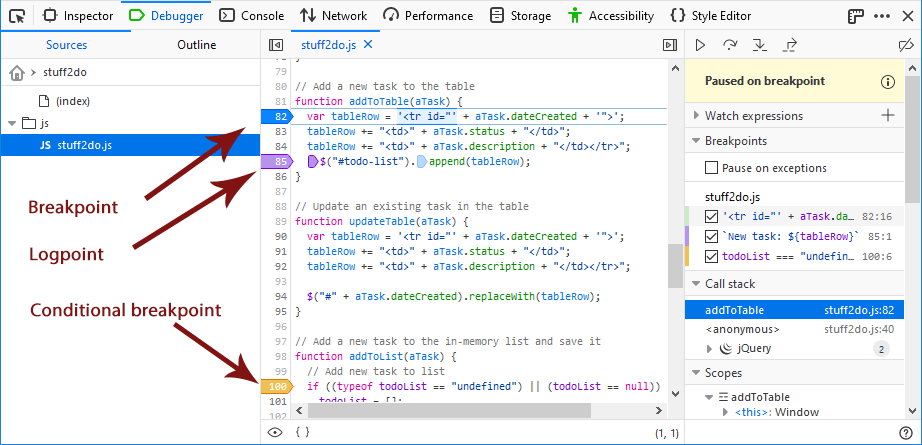 Inspector Debugger Console Network Performance Storage Accessibility Style Editor
Sources Outline
stuff2do
(index)
js
JS stuff2do.js
Breakpoint
Logpoint
Conditional breakpoint
stuff2do.js
79
80 // Add a new task to the table
81 function addToTable(aTask) {
82 var tableRow = '<tr id="' + aTask.dateCreated + '">';
83 tableRow += "<td>" + aTask.status + "</td>";
84 tableRow += "<td>" + aTask.description + "</td></tr>";
85 $("#todo-list").append(tableRow);
86 }
87
88 // Update an existing task in the table
89 function updateTable(aTask) {
90 var tableRow = '<tr id="' + aTask.dateCreated + '">';
91 tableRow += "<td>" + aTask.status + "</td>";
92 tableRow += "<td>" + aTask.description + "</td></tr>";
93
94 $("#" + aTask.dateCreated).replaceWith(tableRow);
95 }
96
97 // Add a new task to the in-memory list and save it
98 function addToList(aTask) {
99 // Add new task to list
100 if ((typeof todoList == "undefined") || (todoList == null))
101 todoList = [];
102
{ } (1, 1)
Paused on breakpoint
Watch expressions
Breakpoints
Pause on exceptions
stuff2do.js
'<tr id="' + aTask.da… 82:16
`New task: ${tableRow}` 85:1
todoList === "undefin… 100:6
Call stack
addToTable stuff2do.js:82
<anonymous> stuff2do.js:40
jQuery 2
Scopes
addToTable
<this>: Window